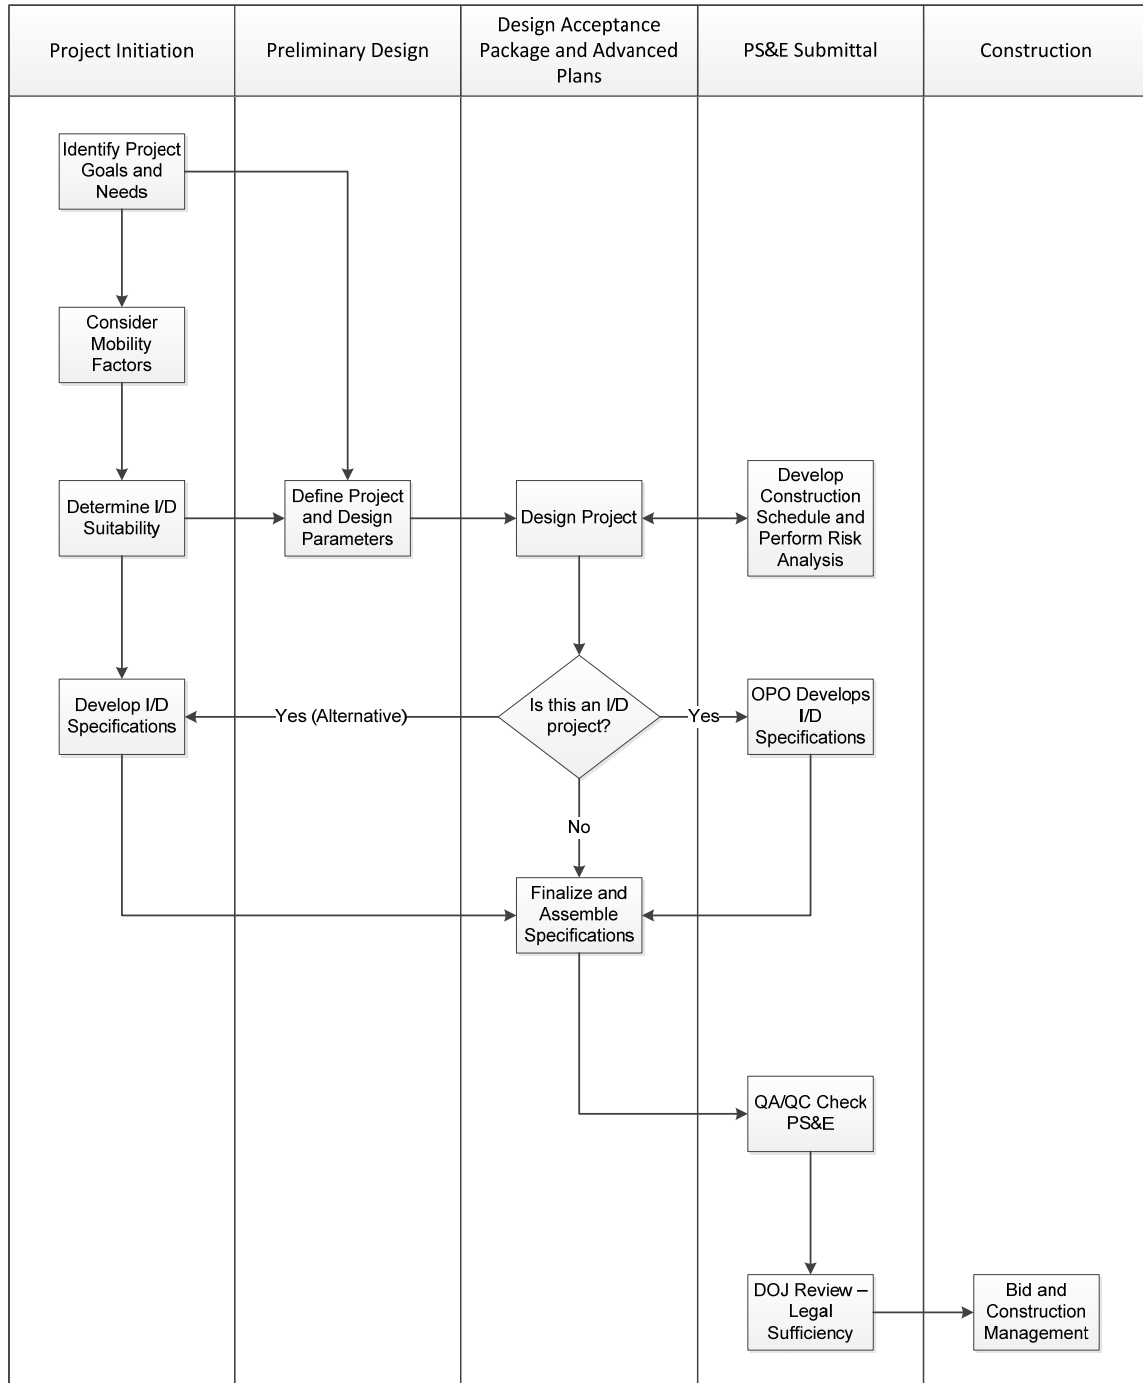 Project Initiation
Preliminary Design
Design Acceptance
Package and Advanced
Plans
PS&E Submittal
Construction
Identify Project
Goals and
Needs
Consider
Mobility
Factors
Determine I/D
Suitability
Define Project
and Design
Parameters
Design Project
Develop
Construction
Schedule and
Perform Risk
Analysis
Develop I/D
Specifications
Yes (Alternative)
Is this an I/D
project?
Yes
OPO Develops
I/D
Specifications
No
Finalize and
Assemble
Specifications
QA/QC Check
PS&E
DOJ Review –
Legal
Sufficiency
Bid and
Construction
Management